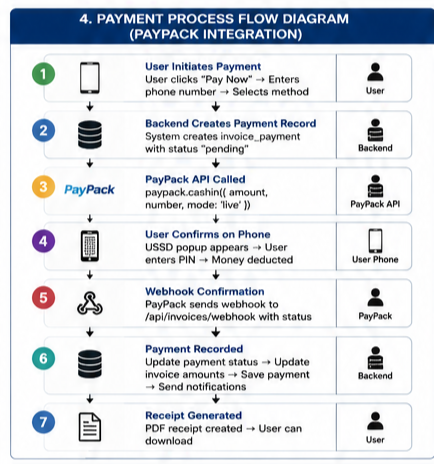 4. PAYMENT PROCESS FLOW DIAGRAM
(PAYPACK INTEGRATION)
1
User Initiates Payment
User clicks "Pay Now" → Enters
phone number → Selects method
User
2
Backend Creates Payment Record
System creates invoice_payment
with status "pending"
Backend
3
PayPack
PayPack API Called
paypack.cashin({ amount,
number, mode: 'live' })
PayPack API
4
User Confirms on Phone
USSD popup appears → User
enters PIN → Money deducted
User Phone
5
Webhook Confirmation
PayPack sends webhook to
/api/invoices/webhook with status
PayPack
6
Payment Recorded
Update payment status → Update
invoice amounts → Save payment
→ Send notifications
Backend
7
Receipt Generated
PDF receipt created → User can
download
User